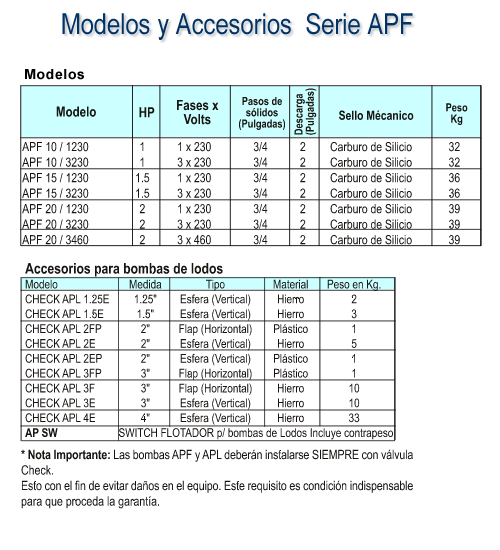 Modelos y Accesorios Serie APF
Modelos
Modelo HP Fases x Volts Pasos de sólidos (Pulgadas) Descarga (Pulgadas) Sello Mécanico Peso Kg
APF 10 / 1230 1 1 x 230 3/4 2 Carburo de Silicio 32
APF 10 / 3230 1 3 x 230 3/4 2 Carburo de Silicio 32
APF 15 / 1230 1.5 1 x 230 3/4 2 Carburo de Silicio 36
APF 15 / 3230 1.5 3 x 230 3/4 2 Carburo de Silicio 36
APF 20 / 1230 2 1 x 230 3/4 2 Carburo de Silicio 39
APF 20 / 3230 2 3 x 230 3/4 2 Carburo de Silicio 39
APF 20 / 3460 2 3 x 460 3/4 2 Carburo de Silicio 39
Accesorios para bombas de lodos
Modelo Medida Tipo Material Peso en Kg.
CHECK APL 1.25E 1.25" Esfera (Vertical) Hierro 2
CHECK APL 1.5E 1.5" Esfera (Vertical) Hierro 3
CHECK APL 2FP 2" Flap (Horizontal) Plástico 1
CHECK APL 2E 2" Esfera (Vertical) Hierro 5
CHECK APL 2EP 2" Esfera (Vertical) Plástico 1
CHECK APL 3FP 3" Flap (Horizontal) Plástico 1
CHECK APL 3F 3" Flap (Horizontal) Hierro 10
CHECK APL 3E 3" Esfera (Vertical) Hierro 10
CHECK APL 4E 4" Esfera (Vertical) Hierro 33
AP SW SWITCH FLOTADOR p/ bombas de Lodos Incluye contrapeso
* Nota Importante: Las bombas APF y APL deberán instalarse SIEMPRE con válvula
Check.
Esto con el fin de evitar daños en el equipo. Este requisito es condición indispensable
para que proceda la garantía.